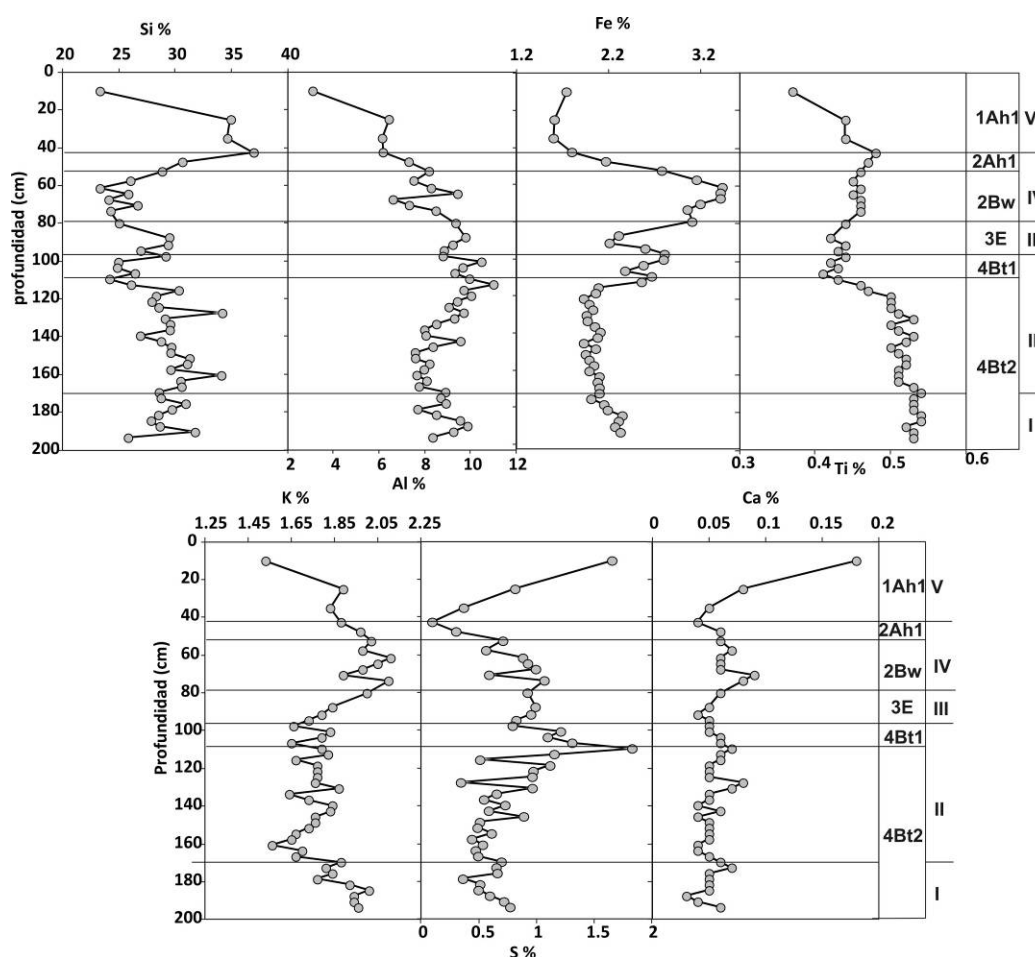 Si %
Fe %
20 25 30 35 40
1.2 2.2 3.2
0
20
40
60
80
100
120
140
160
180
200
profundidad (cm)
1Ah1 V
2Ah1
2Bw IV
3E III
4Bt1
4Bt2 II
I
2 4 6 8 10 12
0.3 0.4 0.5 0.6
Al %
Ti %
K %
Ca %
1.25 1.45 1.65 1.85 2.05 2.25
0 0.05 0.1 0.15 0.2
0
20
40
60
80
100
120
140
160
180
200
Profundidad (cm)
1Ah1 V
2Ah1
2Bw IV
3E III
4Bt1
II
4Bt2
I
0 0.5 1 1.5 2
S %